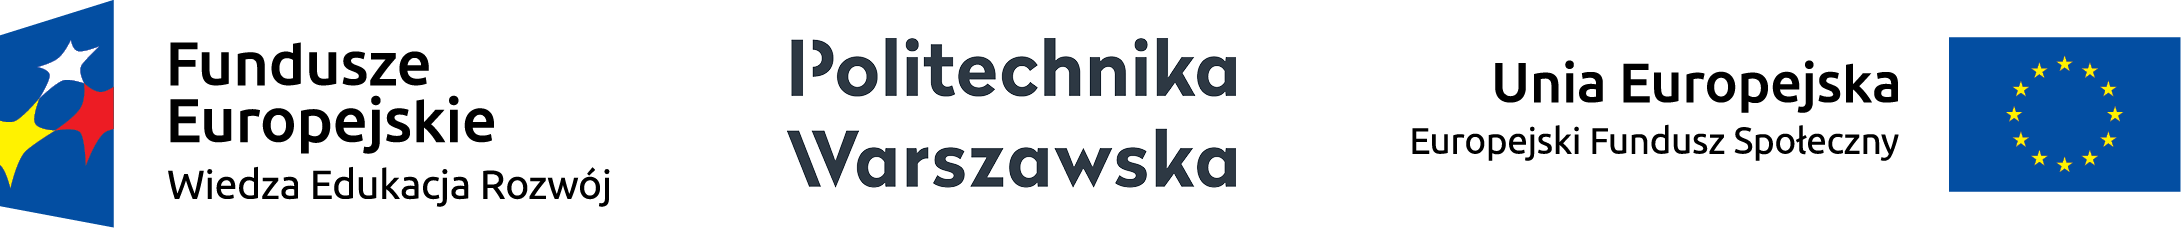 Fundusze
Europejskie
Wiedza Edukacja Rozwój
Politechnika
Warszawska
Unia Europejska
Europejski Fundusz Społeczny